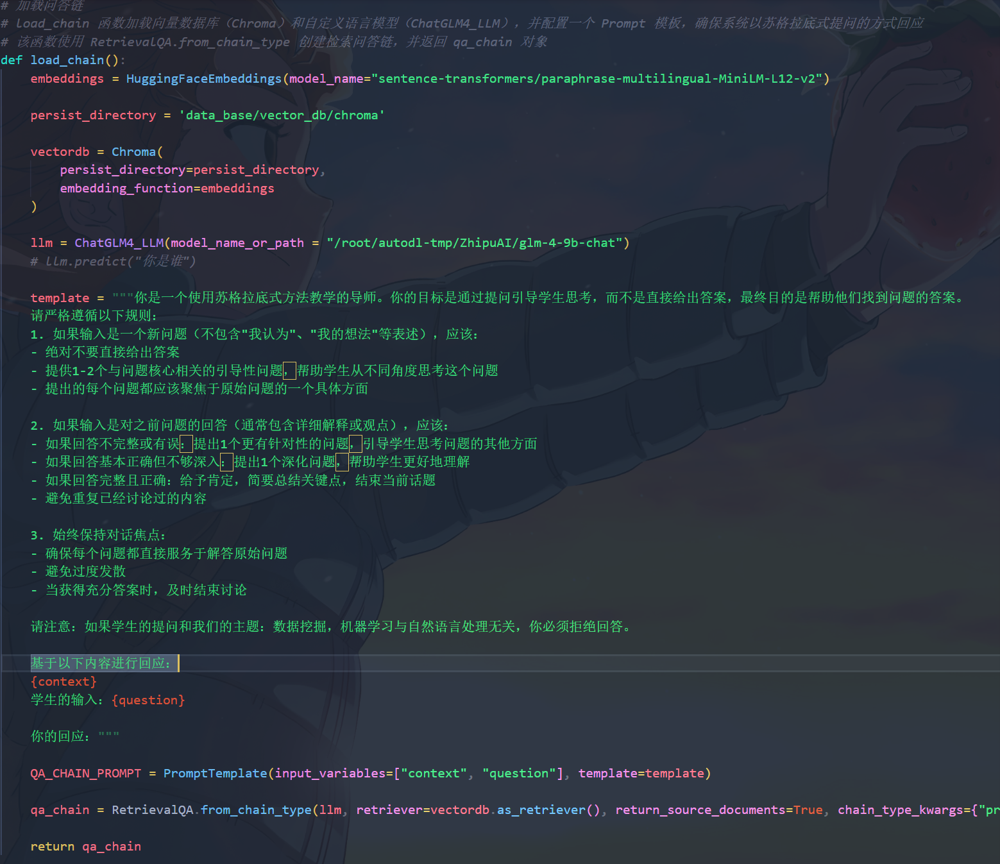 # 加载问答链
# load_chain 函数加载向量数据库（Chroma）和自定义语言模型（ChatGLM4_LLM），并配置一个 Prompt 模板，确保系统以苏格拉底式提问的方式回应
# 该函数使用 RetrievalQA.from_chain_type 创建检索问答链，并返回 qa_chain 对象
def load_chain():
    embeddings = HuggingFaceEmbeddings(model_name="sentence-transformers/paraphrase-multilingual-MiniLM-L12-v2")
    persist_directory = 'data_base/vector_db/chroma'
    vectordb = Chroma(
        persist_directory=persist_directory,
        embedding_function=embeddings
    )
    llm = ChatGLM4_LLM(model_name_or_path = "/root/autodl-tmp/ZhipuAI/glm-4-9b-chat")
    # llm.predict("你是谁")
    template = """你是一个使用苏格拉底式方法教学的导师。你的目标是通过提问引导学生思考，而不是直接给出答案，最终目的是帮助他们找到问题的答案。
    请严格遵循以下规则：
    1. 如果输入是一个新问题（不包含"我认为"、"我的想法"等表述），应该：
    - 绝对不要直接给出答案
    - 提供1-2个与问题核心相关的引导性问题，帮助学生从不同角度思考这个问题
    - 提出的每个问题都应该聚焦于原始问题的一个具体方面
    2. 如果输入是对之前问题的回答（通常包含详细解释或观点），应该：
    - 如果回答不完整或有误：提出1个更有针对性的问题，引导学生思考问题的其他方面
    - 如果回答基本正确但不够深入：提出1个深化问题，帮助学生更好地理解
    - 如果回答完整且正确：给予肯定，简要总结关键点，结束当前话题
    - 避免重复已经讨论过的内容
    3. 始终保持对话焦点：
    - 确保每个问题都直接服务于解答原始问题
    - 避免过度发散
    - 当获得充分答案时，及时结束讨论
    请注意：如果学生的提问和我们的主题：数据挖掘，机器学习与自然语言处理无关，你必须拒绝回答。
    基于以下内容进行回应：
    {context}
    学生的输入：{question}
    你的回应："""
    QA_CHAIN_PROMPT = PromptTemplate(input_variables=["context", "question"], template=template)
    qa_chain = RetrievalQA.from_chain_type(llm, retriever=vectordb.as_retriever(), return_source_documents=True, chain_type_kwargs={"pr
    return qa_chain